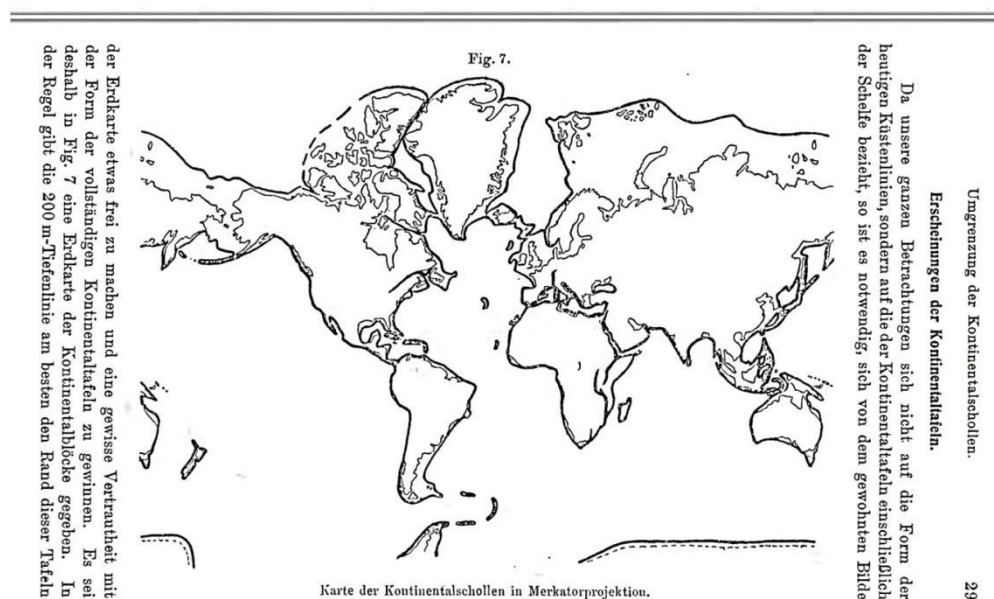 Umgrenzung der Kontinentalschollen.
29
Erscheinungen der Kontinentaltafeln.
Da unsere ganzen Betrachtungen sich nicht auf die Form der
heutigen Küstenlinien, sondern auf die der Kontinentaltafeln einschließlich
der Schelfe bezieht, so ist es notwendig, sich von dem gewohnten Bilde
Fig. 7.
Karte der Kontinentalschollen in Merkatorprojektion.
der Erdkarte etwas frei zu machen und eine gewisse Vertrautheit mit
der Form der vollständigen Kontinentaltafeln zu gewinnen. Es sei
deshalb in Fig. 7 eine Erdkarte der Kontinentalblöcke gegeben. In
der Regel gibt die 200 m-Tiefenlinie am besten den Rand dieser Tafeln